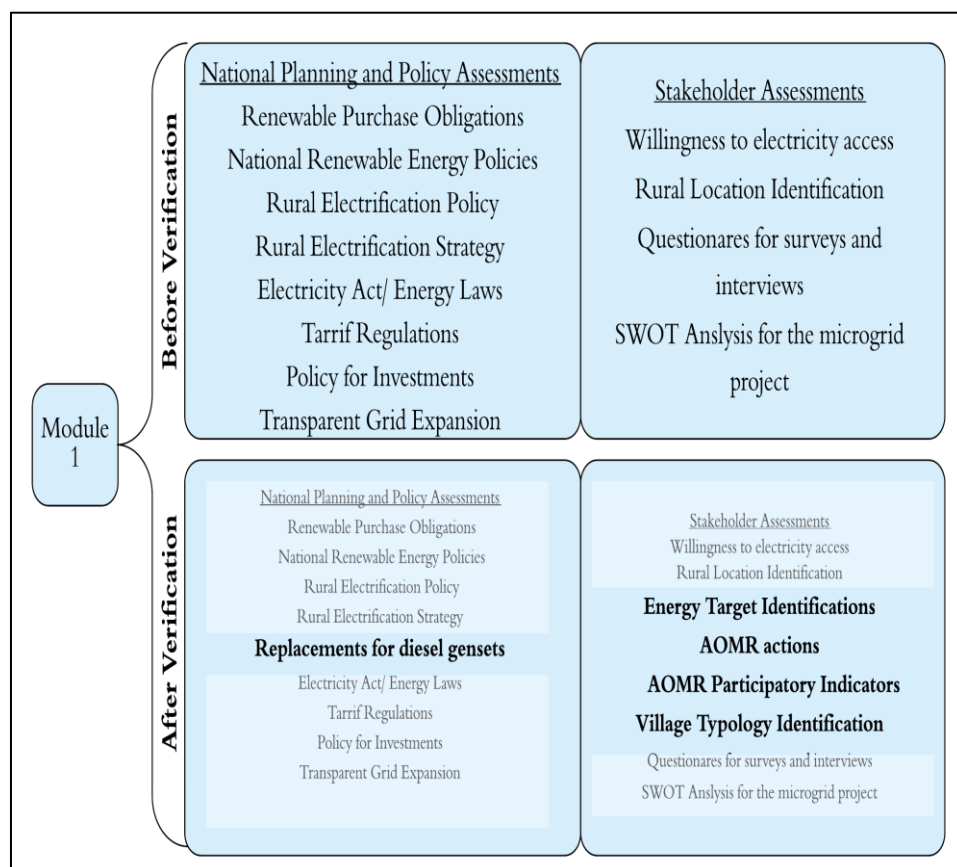 Module
1
Before Verification
National Planning and Policy Assessments
Renewable Purchase Obligations
National Renewable Energy Policies
Rural Electrification Policy
Rural Electrification Strategy
Electricity Act/ Energy Laws
Tarrif Regulations
Policy for Investments
Transparent Grid Expansion
Stakeholder Assessments
Willingness to electricity access
Rural Location Identification
Questionares for surveys and
interviews
SWOT Anlysis for the microgrid
project
After Verification
National Planning and Policy Assessments
Renewable Purchase Obligations
National Renewable Energy Policies
Rural Electrification Policy
Rural Electrification Strategy
Replacements for diesel gensets
Electricity Act/ Energy Laws
Tarrif Regulations
Policy for Investments
Transparent Grid Expansion
Stakeholder Assessments
Willingness to electricity access
Rural Location Identification
Energy Target Identifications
AOMR actions
AOMR Participatory Indicators
Village Typology Identification
Questionares for surveys and interviews
SWOT Analysis for the microgrid project